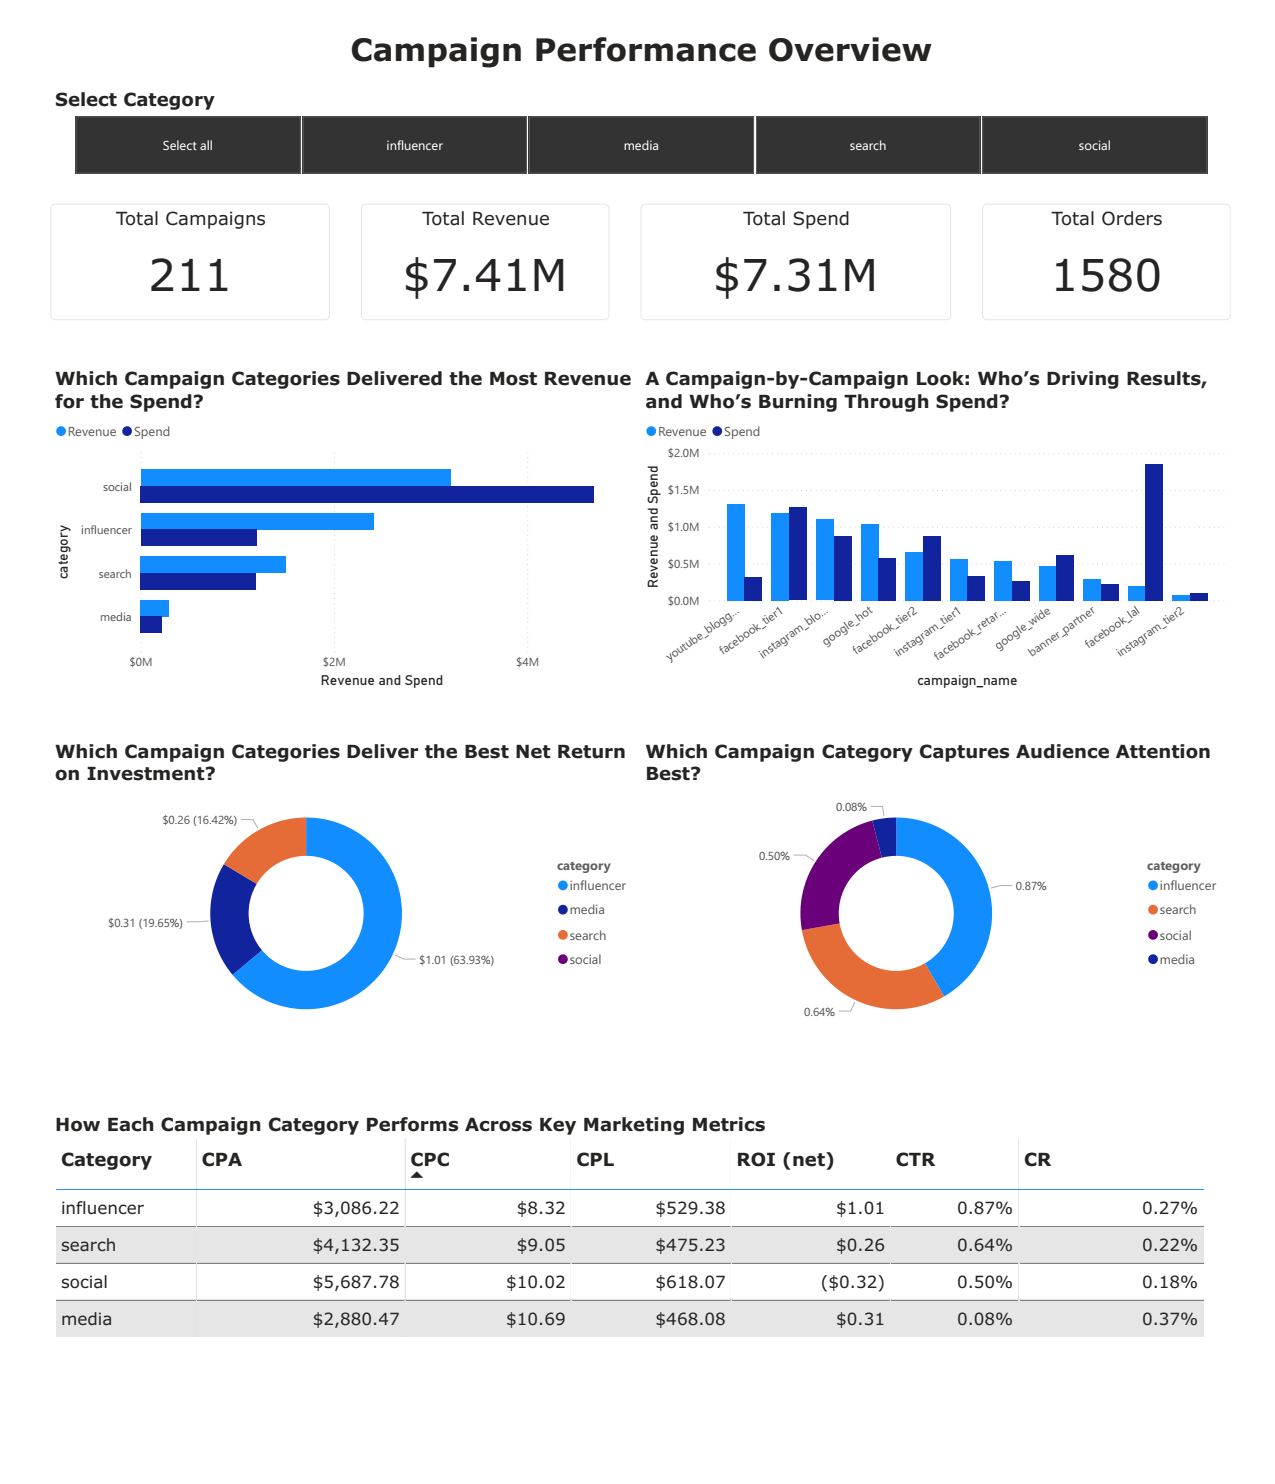 Campaign Performance Overview
Select Category
Select all
influencer
media
search
social
Total Campaigns
211
Total Revenue
$7.41M
Total Spend
$7.31M
Total Orders
1580
Which Campaign Categories Delivered the Most Revenue
for the Spend?
Revenue Spend
category
social
influencer
search
media
$0M $2M $4M
Revenue and Spend
A Campaign-by-Campaign Look: Who’s Driving Results,
and Who’s Burning Through Spend?
Revenue Spend
Revenue and Spend
$2.0M
$1.5M
$1.0M
$0.5M
$0.0M
youtube_blogg...
facebook_tier1
instagram_blo...
google_hot
facebook_tier2
instagram_tier1
facebook_retar...
google_wide
banner_partner
facebook_lal
instagram_tier2
campaign_name
Which Campaign Categories Deliver the Best Net Return
on Investment?
$0.26 (16.42%)
$0.31 (19.65%)
$1.01 (63.93%)
category
influencer
media
search
social
Which Campaign Category Captures Audience Attention
Best?
0.08%
0.50%
0.87%
0.64%
category
influencer
search
social
media
How Each Campaign Category Performs Across Key Marketing Metrics
Category CPA CPC CPL ROI (net) CTR CR
influencer $3,086.22 $8.32 $529.38 $1.01 0.87% 0.27%
search $4,132.35 $9.05 $475.23 $0.26 0.64% 0.22%
social $5,687.78 $10.02 $618.07 ($0.32) 0.50% 0.18%
media $2,880.47 $10.69 $468.08 $0.31 0.08% 0.37%